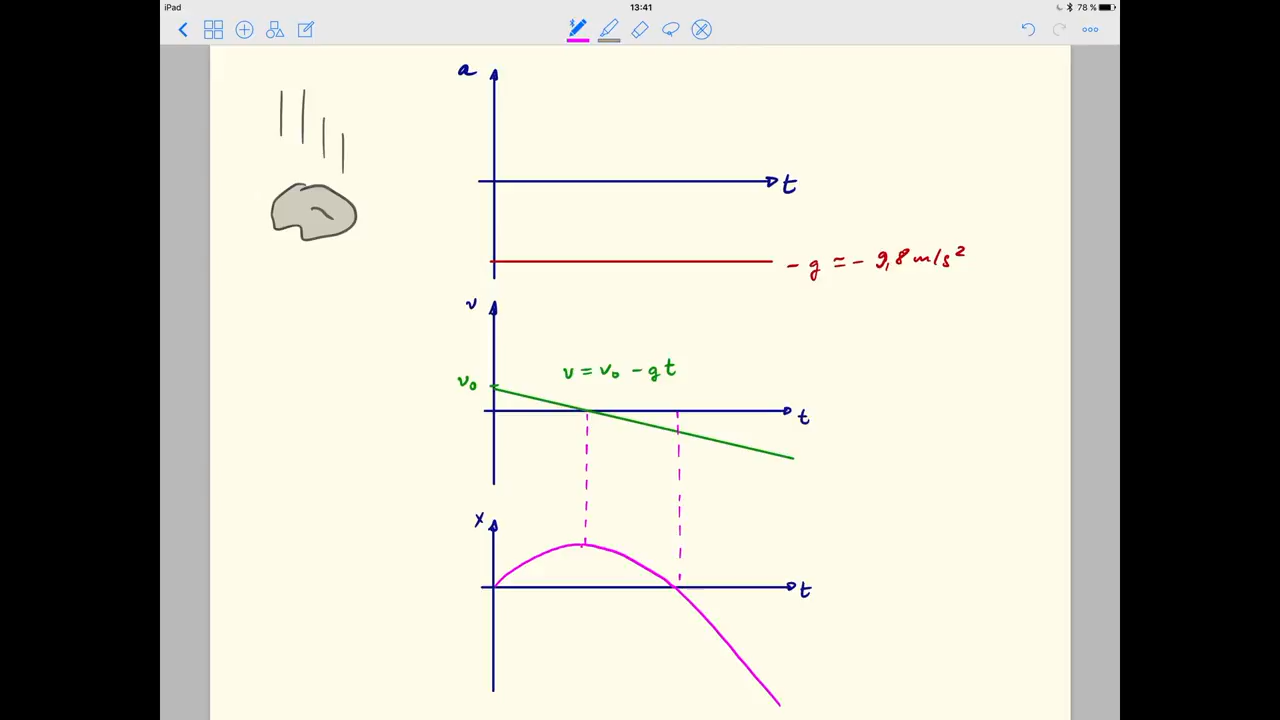 iPad
13:41
78 %
a
t
- g ≃ - 9,8 m/s²
v
v = v₀ - gt
v₀
t
x
t